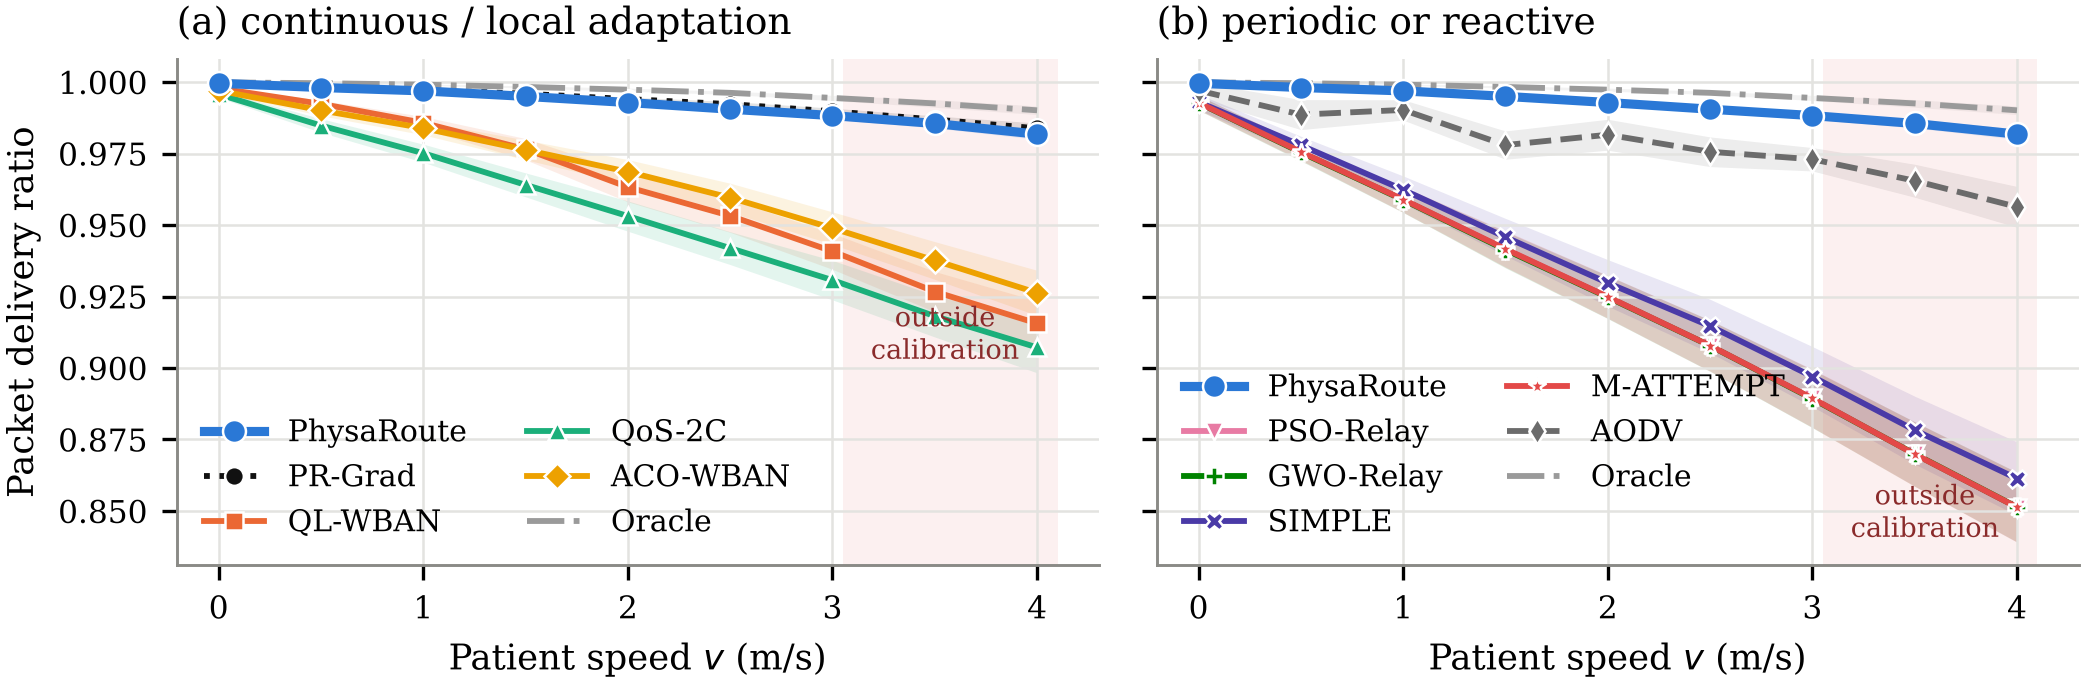 (a) continuous / local adaptation
Packet delivery ratio
1.000
0.975
0.950
0.925
0.900
0.875
0.850
outside
calibration
PhysaRoute
PR-Grad
QL-WBAN
QoS-2C
ACO-WBAN
Oracle
0 1 2 3 4
Patient speed v (m/s)
(b) periodic or reactive
PhysaRoute
PSO-Relay
GWO-Relay
SIMPLE
M-ATTEMPT
AODV
Oracle
outside
calibration
0 1 2 3 4
Patient speed v (m/s)